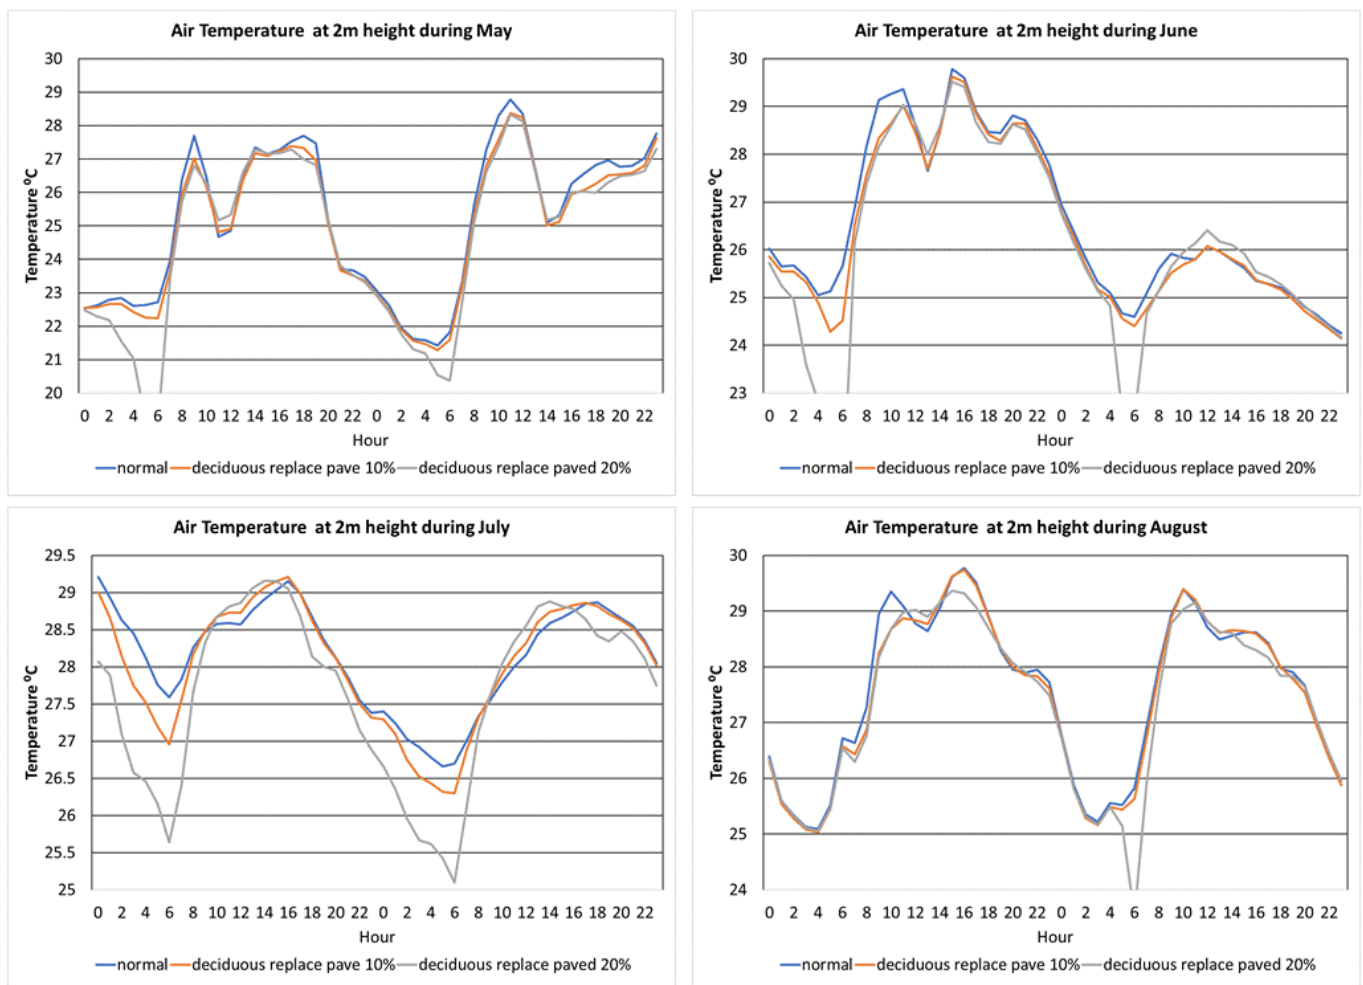 Air Temperature at 2m height during May
30
29
28
27
26
25
24
23
22
21
20
Temperature ⁰C
0 2 4 6 8 10 12 14 16 18 20 22 0 2 4 6 8 10 12 14 16 18 20 22
Hour
normal deciduous replace pave 10% deciduous replace paved 20%
Air Temperature at 2m height during June
30
29
28
27
26
25
24
23
Temperature ⁰C
0 2 4 6 8 10 12 14 16 18 20 22 0 2 4 6 8 10 12 14 16 18 20 22
Hour
normal deciduous replace pave 10% deciduous replace paved 20%
Air Temperature at 2m height during July
29.5
29
28.5
28
27.5
27
26.5
26
25.5
25
Temperature ⁰C
0 2 4 6 8 10 12 14 16 18 20 22 0 2 4 6 8 10 12 14 16 18 20 22
Hour
normal deciduous replace pave 10% deciduous replace paved 20%
Air Temperature at 2m height during August
30
29
28
27
26
25
24
Temperature ⁰C
0 2 4 6 8 10 12 14 16 18 20 22 0 2 4 6 8 10 12 14 16 18 20 22
Hour
normal deciduous replace pave 10% deciduous replace paved 20%